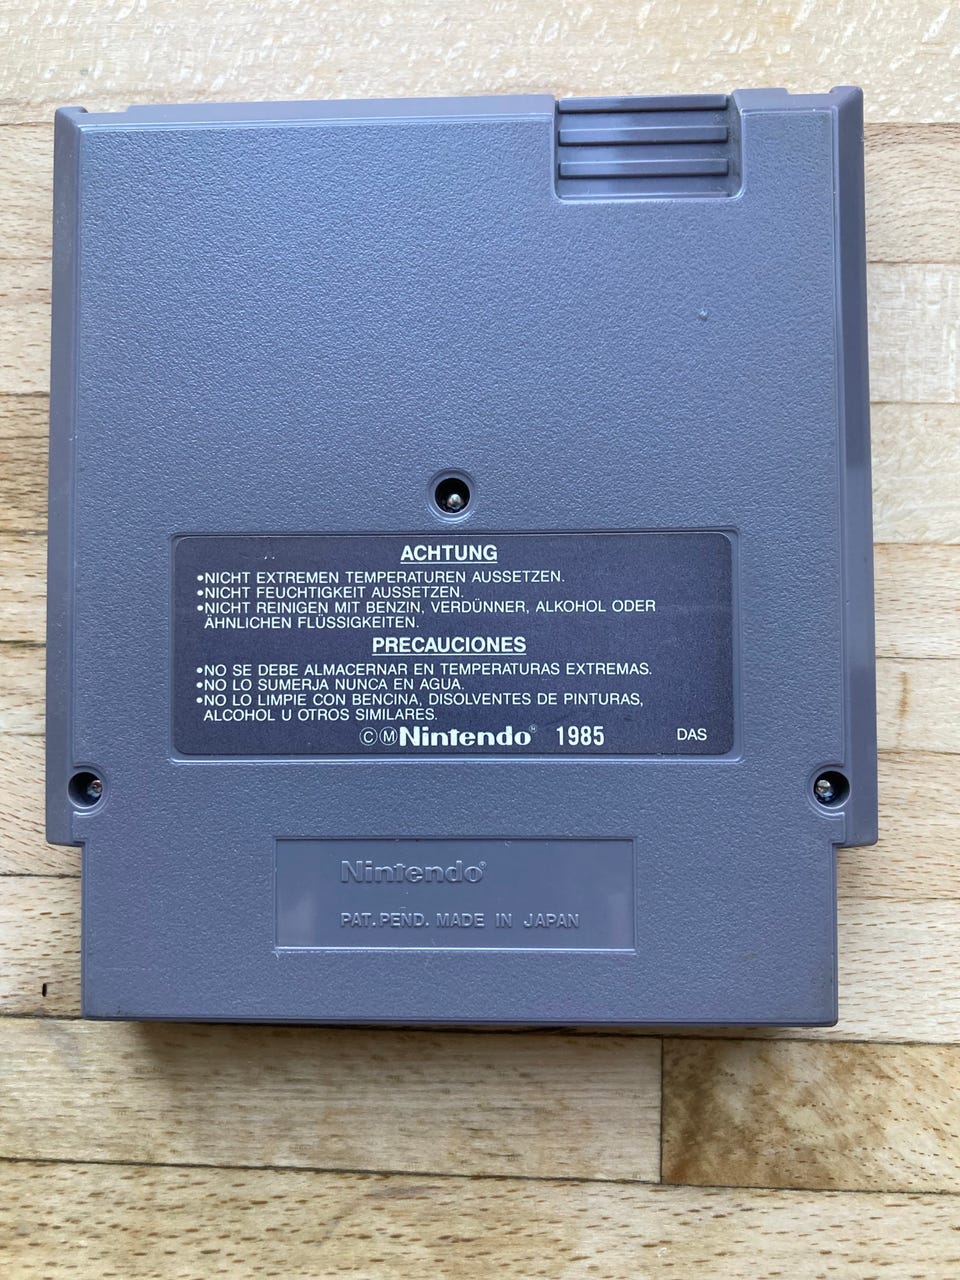 ACHTUNG
•NICHT EXTREMEN TEMPERATUREN AUSSETZEN.
•NICHT FEUCHTIGKEIT AUSSETZEN.
•NICHT REINIGEN MIT BENZIN, VERDÜNNER, ALKOHOL ODER
ÄHNLICHEN FLÜSSIGKEITEN.
PRECAUCIONES
•NO SE DEBE ALMACERNAR EN TEMPERATURAS EXTREMAS.
•NO LO SUMERJA NUNCA EN AGUA.
•NO LO LIMPIE CON BENCINA, DISOLVENTES DE PINTURAS,
ALCOHOL U OTROS SIMILARES.
ⒸⓂNintendo® 1985 DAS
Nintendo®
PAT. PEND. MADE IN JAPAN